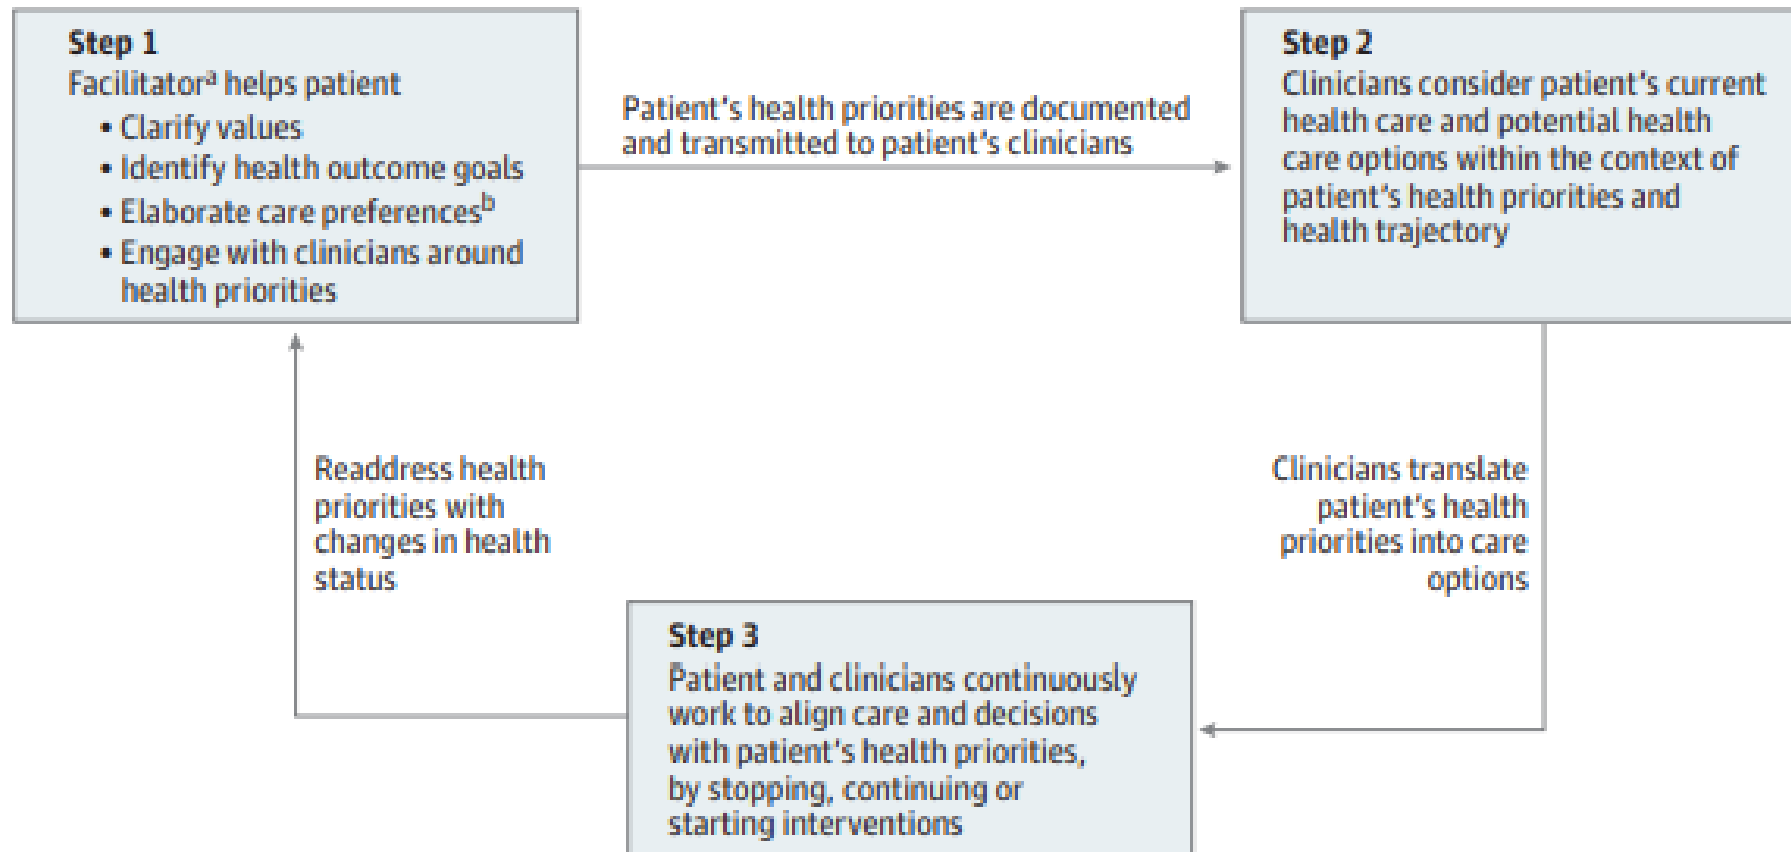 Step 1
Facilitatorᵃ helps patient
• Clarify values
• Identify health outcome goals
• Elaborate care preferencesᵇ
• Engage with clinicians around
health priorities
Patient's health priorities are documented
and transmitted to patient's clinicians
Step 2
Clinicians consider patient's current
health care and potential health
care options within the context of
patient's health priorities and
health trajectory
Clinicians translate
patient's health
priorities into care
options
Step 3
Patient and clinicians continuously
work to align care and decisions
with patient's health priorities,
by stopping, continuing or
starting interventions
Readdress health
priorities with
changes in health
status